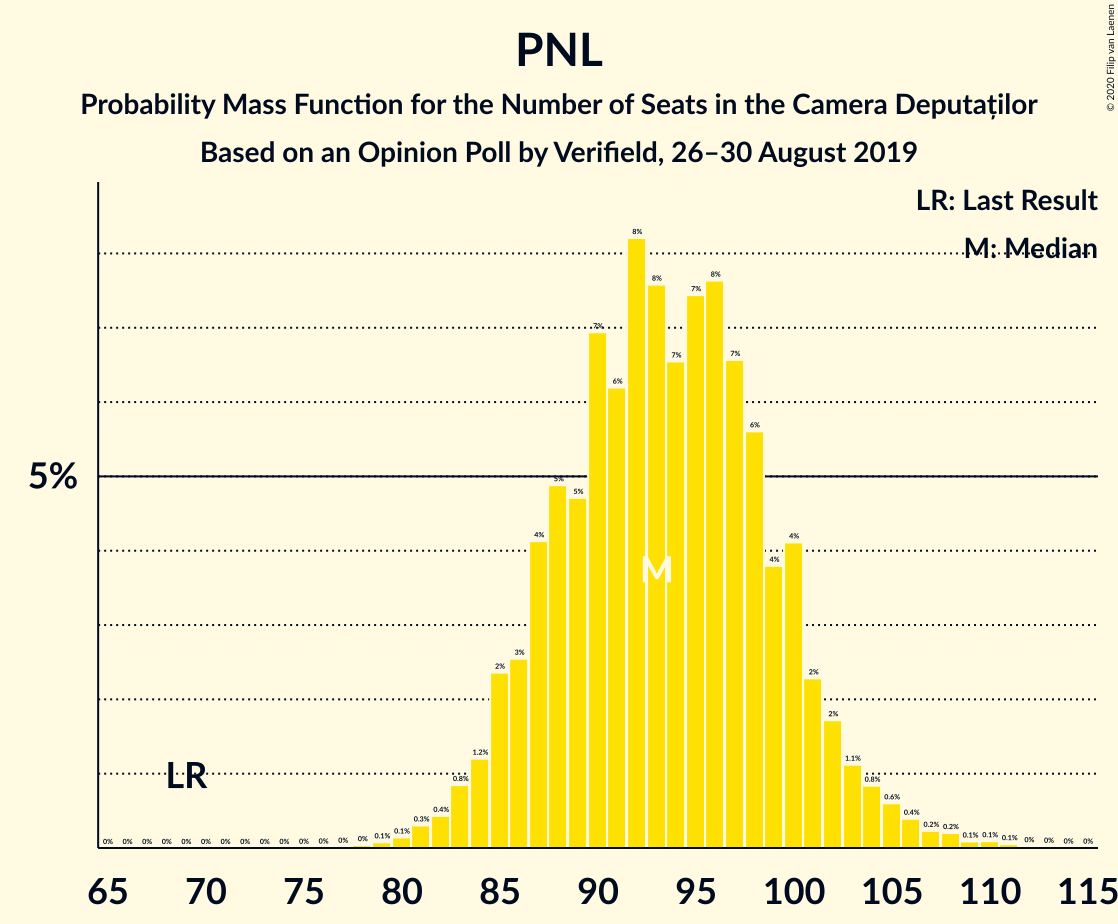 PNL
Probability Mass Function for the Number of Seats in the Camera Deputaților
Based on an Opinion Poll by Verifield, 26–30 August 2019
© 2020 Filip van Laenen
LR: Last Result
M: Median
5%
0% 0% 0% 0% 0% 0% 0% 0% 0% 0% 0% 0% 0% 0% 0.1% 0.1% 0.3% 0.4% 0.8% 1.2% 2% 3% 4% 5% 5% 7% 6% 8% 8% 7% 7% 8% 7% 6% 4% 4% 2% 2% 1.1% 0.8% 0.6% 0.4% 0.2% 0.2% 0.1% 0.1% 0.1% 0% 0% 0% 0%
M
LR
65 70 75 80 85 90 95 100 105 110 115